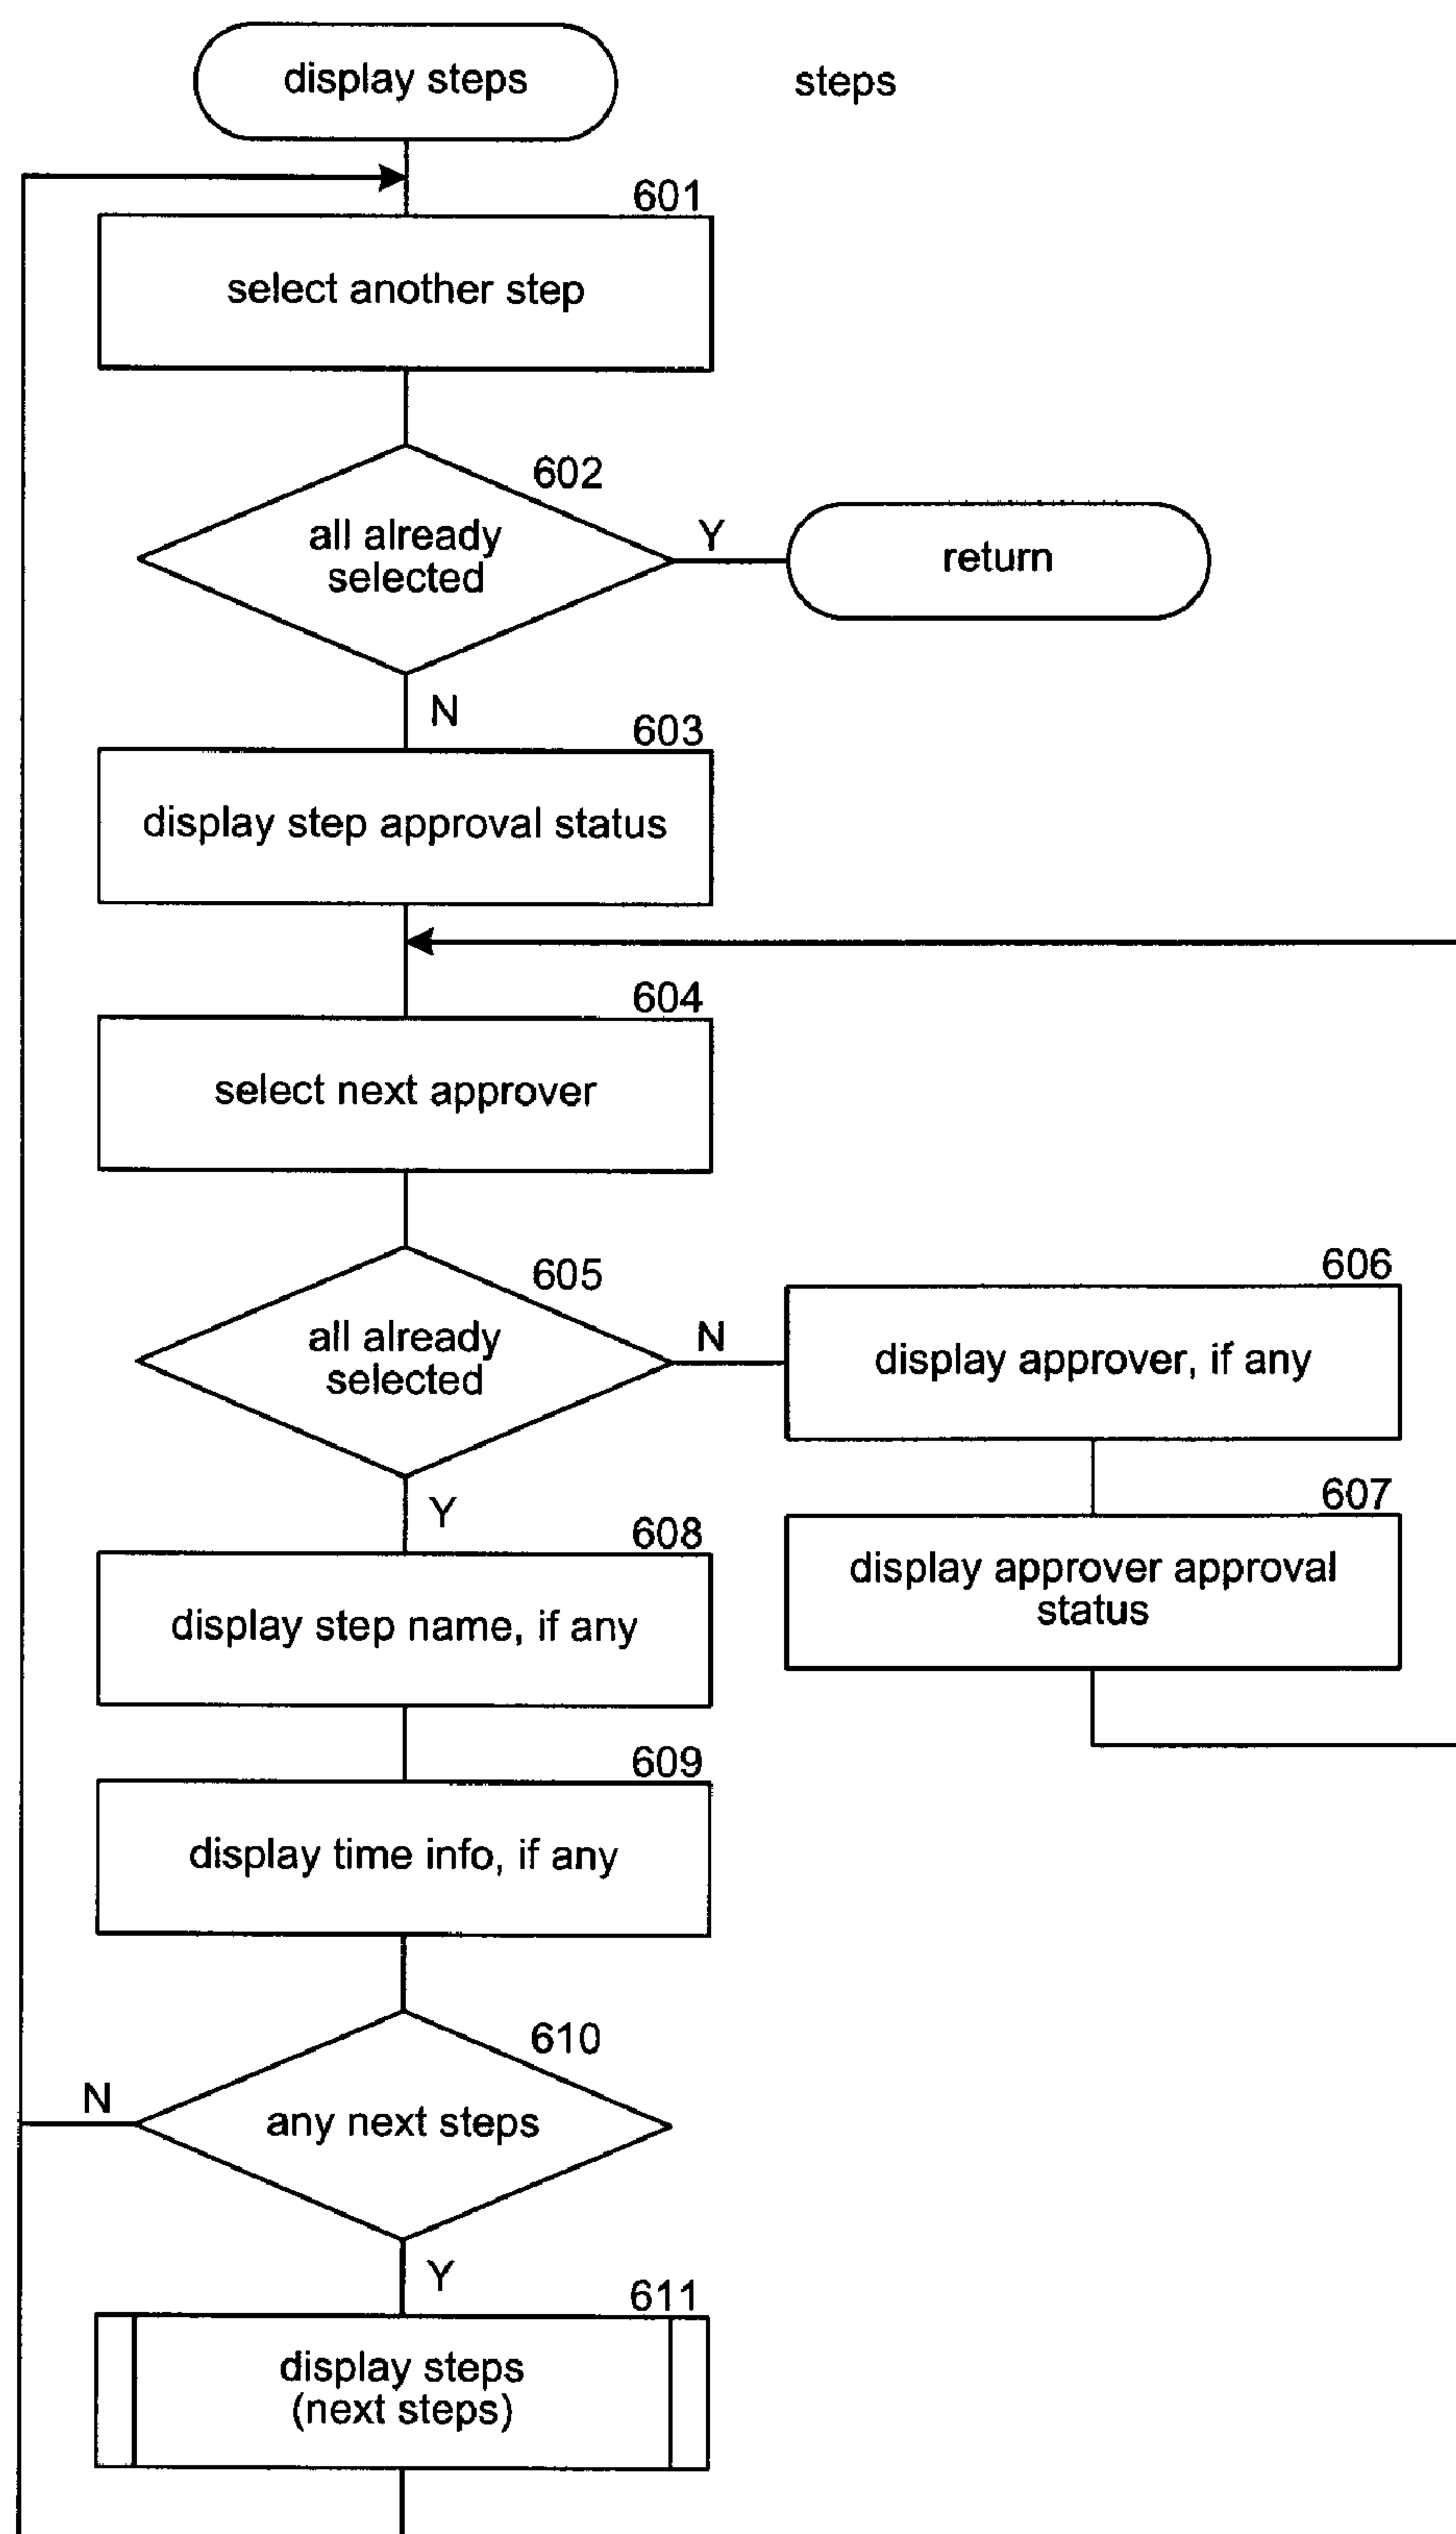 display steps
steps
601
select another step
602
all already
selected
Y
return
N
603
display step approval status
604
select next approver
605
all already
selected
N
606
display approver, if any
607
display approver approval
status
Y
608
display step name, if any
609
display time info, if any
610
any next steps
N
Y
611
display steps
(next steps)